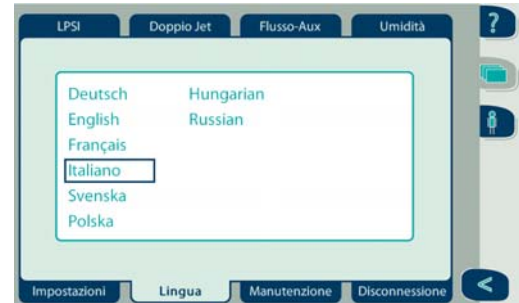 LPSI Doppio Jet Flusso-Aux Umidità ?
Deutsch Hungarian
English Russian
Français
Italiano
Svenska
Polska
Impostazioni Lingua Manutenzione Disconnessione <